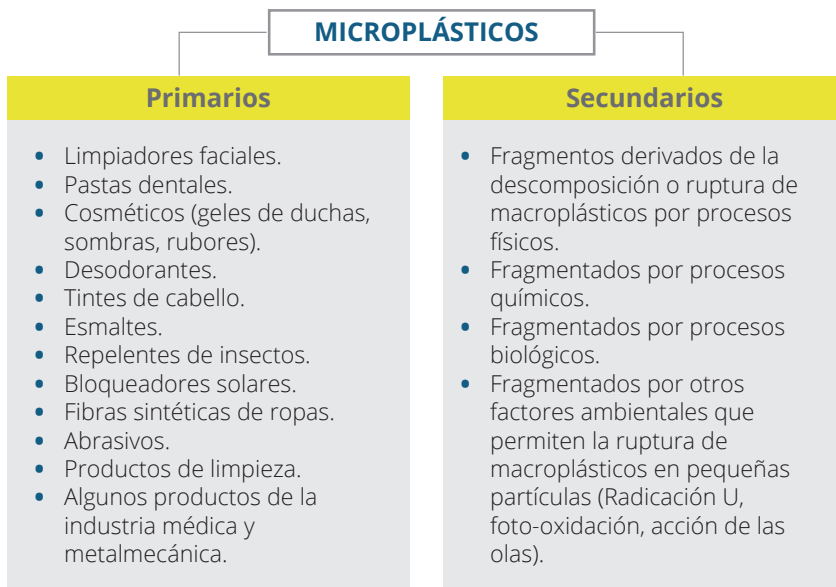 MICROPLÁSTICOS
Primarios
• Limpiadores faciales.
• Pastas dentales.
• Cosméticos (geles de duchas,
sombras, rubores).
• Desodorantes.
• Tintes de cabello.
• Esmaltes.
• Repelentes de insectos.
• Bloqueadores solares.
• Fibras sintéticas de ropas.
• Abrasivos.
• Productos de limpieza.
• Algunos productos de la
industria médica y
metalmecánica.
Secundarios
• Fragmentos derivados de la
descomposición o ruptura de
macroplásticos por procesos
físicos.
• Fragmentados por procesos
químicos.
• Fragmentados por procesos
biológicos.
• Fragmentados por otros
factores ambientales que
permiten la ruptura de
macroplásticos en pequeñas
partículas (Radicación U,
foto-oxidación, acción de las
olas).